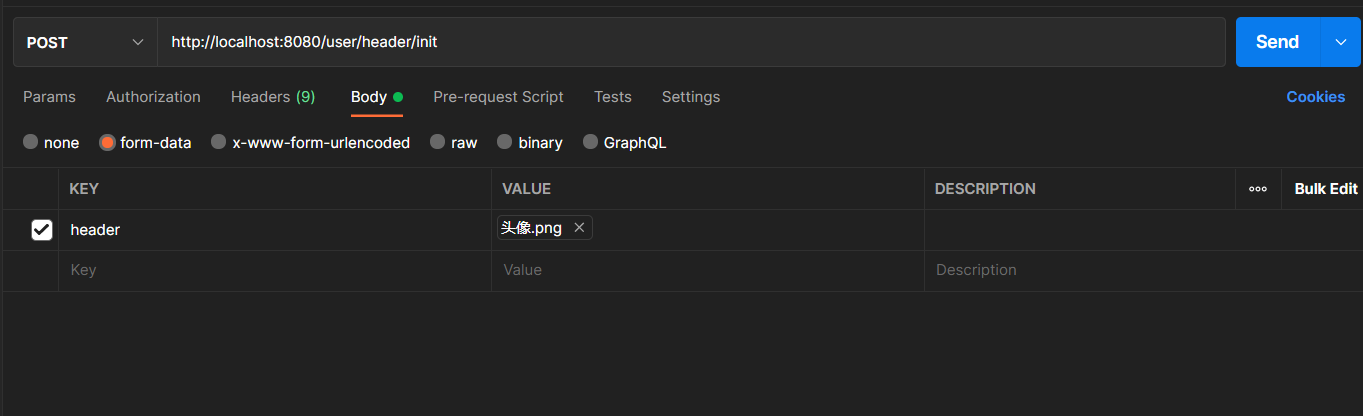 POST http://localhost:8080/user/header/init Send
Params Authorization Headers (9) Body Pre-request Script Tests Settings Cookies
none form-data x-www-form-urlencoded raw binary GraphQL
KEY VALUE DESCRIPTION ooo Bulk Edit
header 头像.png ×
Key Value Description